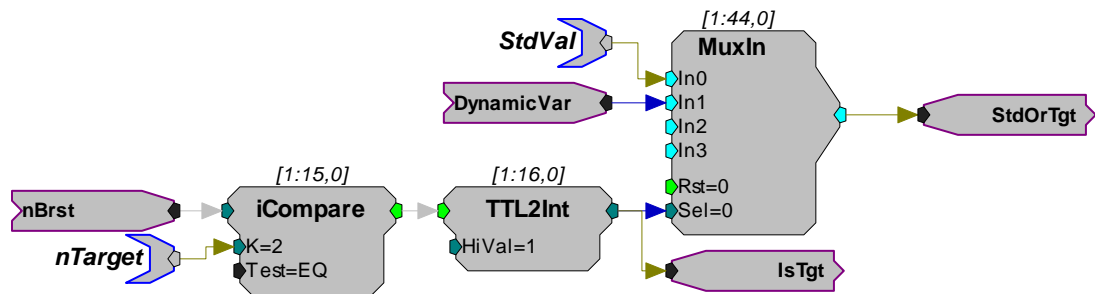 [1:44,0]
StdVal
MuxIn
In0
DynamicVar
In1
In2
StdOrTgt
In3
[1:15,0]
[1:16,0]
Rst=0
nBrst
iCompare
TTL2Int
Sel=0
nTarget
K=2
HiVal=1
Test=EQ
IsTgt